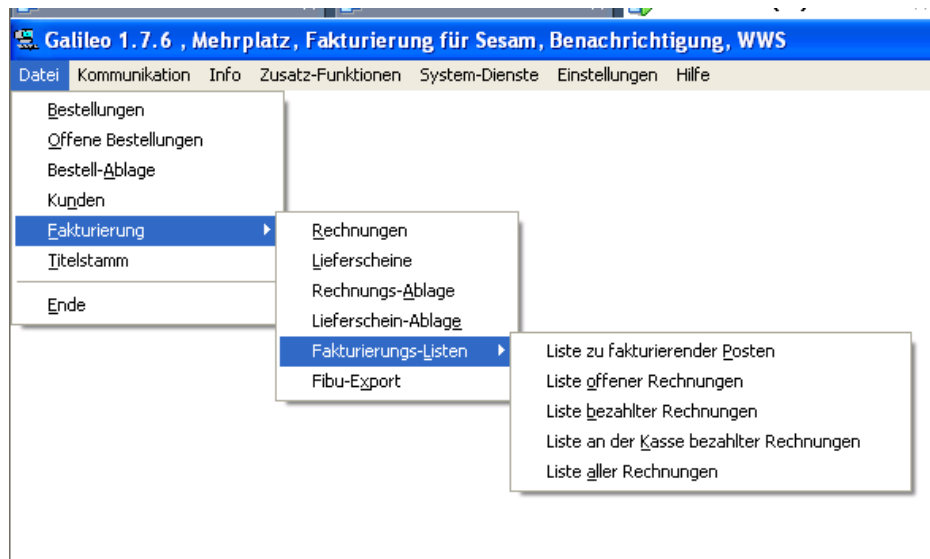 Galileo 1.7.6 , Mehrplatz, Fakturierung für Sesam, Benachrichtigung, WWS
Datei Kommunikation Info Zusatz-Funktionen System-Dienste Einstellungen Hilfe
Bestellungen
Offene Bestellungen
Bestell-Ablage
Kunden
Fakturierung
Titelstamm
Ende
Rechnungen
Lieferscheine
Rechnungs-Ablage
Lieferschein-Ablage
Fakturierungs-Listen
Fibu-Export
Liste zu fakturierender Posten
Liste offener Rechnungen
Liste bezahlter Rechnungen
Liste an der Kasse bezahlter Rechnungen
Liste aller Rechnungen